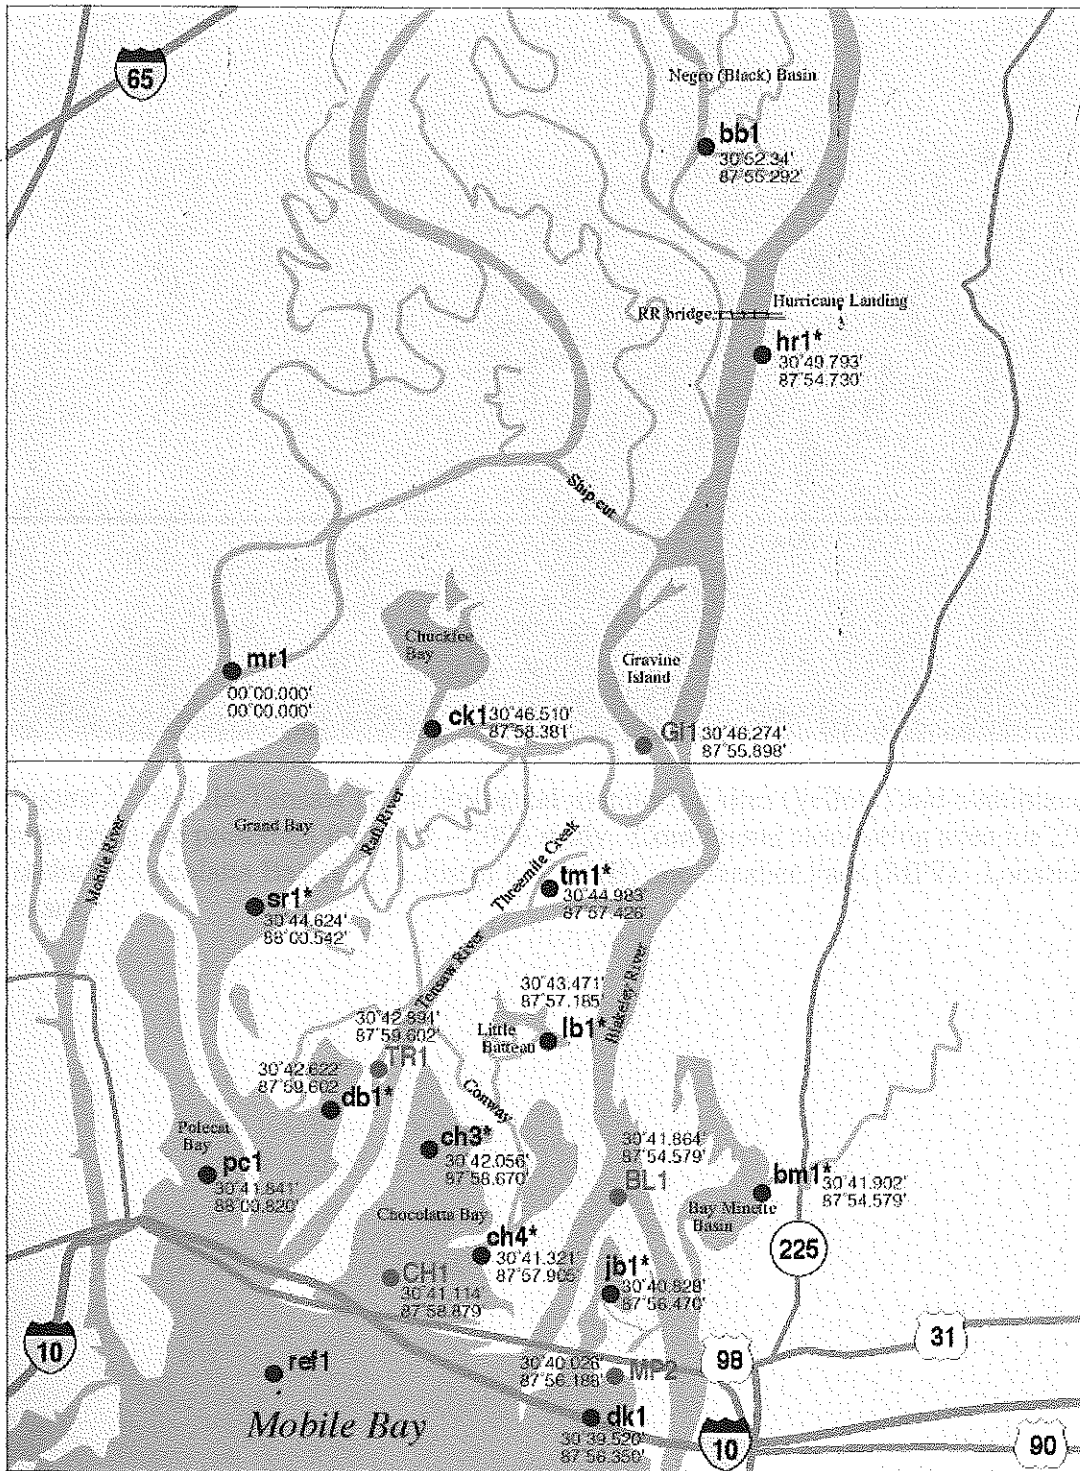 65
Negro (Black) Basin
bb1
30°52.34'
87°55.292'
Hurricane Landing
RR bridge
hr1*
30°49.793'
87°54.730'
Ship cut
Chucklee
Bay
mr1
00°00.000'
00°00.000'
Gravine
Island
ck1 30°46.510'
87°58.381'
GI1 30°46.274'
87°55.898'
Grand Bay
Raft River
Mobile River
Threemile Creek
tm1*
30°44.983
87°57.426'
sr1*
30°44.624'
88°00.542'
Tensaw River
30°43.471'
87°57.185'
lb1*
Little
Batteau
Blakeley River
30°42.894'
87°59.602'
TR1
30°42.622
87°59.602
db1*
Conway
Polecat
Bay
pc1
30°41.841'
88°00.820'
ch3*
30°42.056'
87°58.670'
30°41.864'
87°54.579'
BL1
bm1* 30°41.902'
87°54.579'
Bay Minette
Basin
Chocolatta Bay
ch4*
30°41.321'
87°57.905'
225
CH1
30°41.114
87°58.879
jb1*
30°40.828'
87°56.470'
31
10
98
ref1
30°40.026'
87°56.188'
MP2
Mobile Bay
dk1
30°39.520'
87°56.350'
10
90